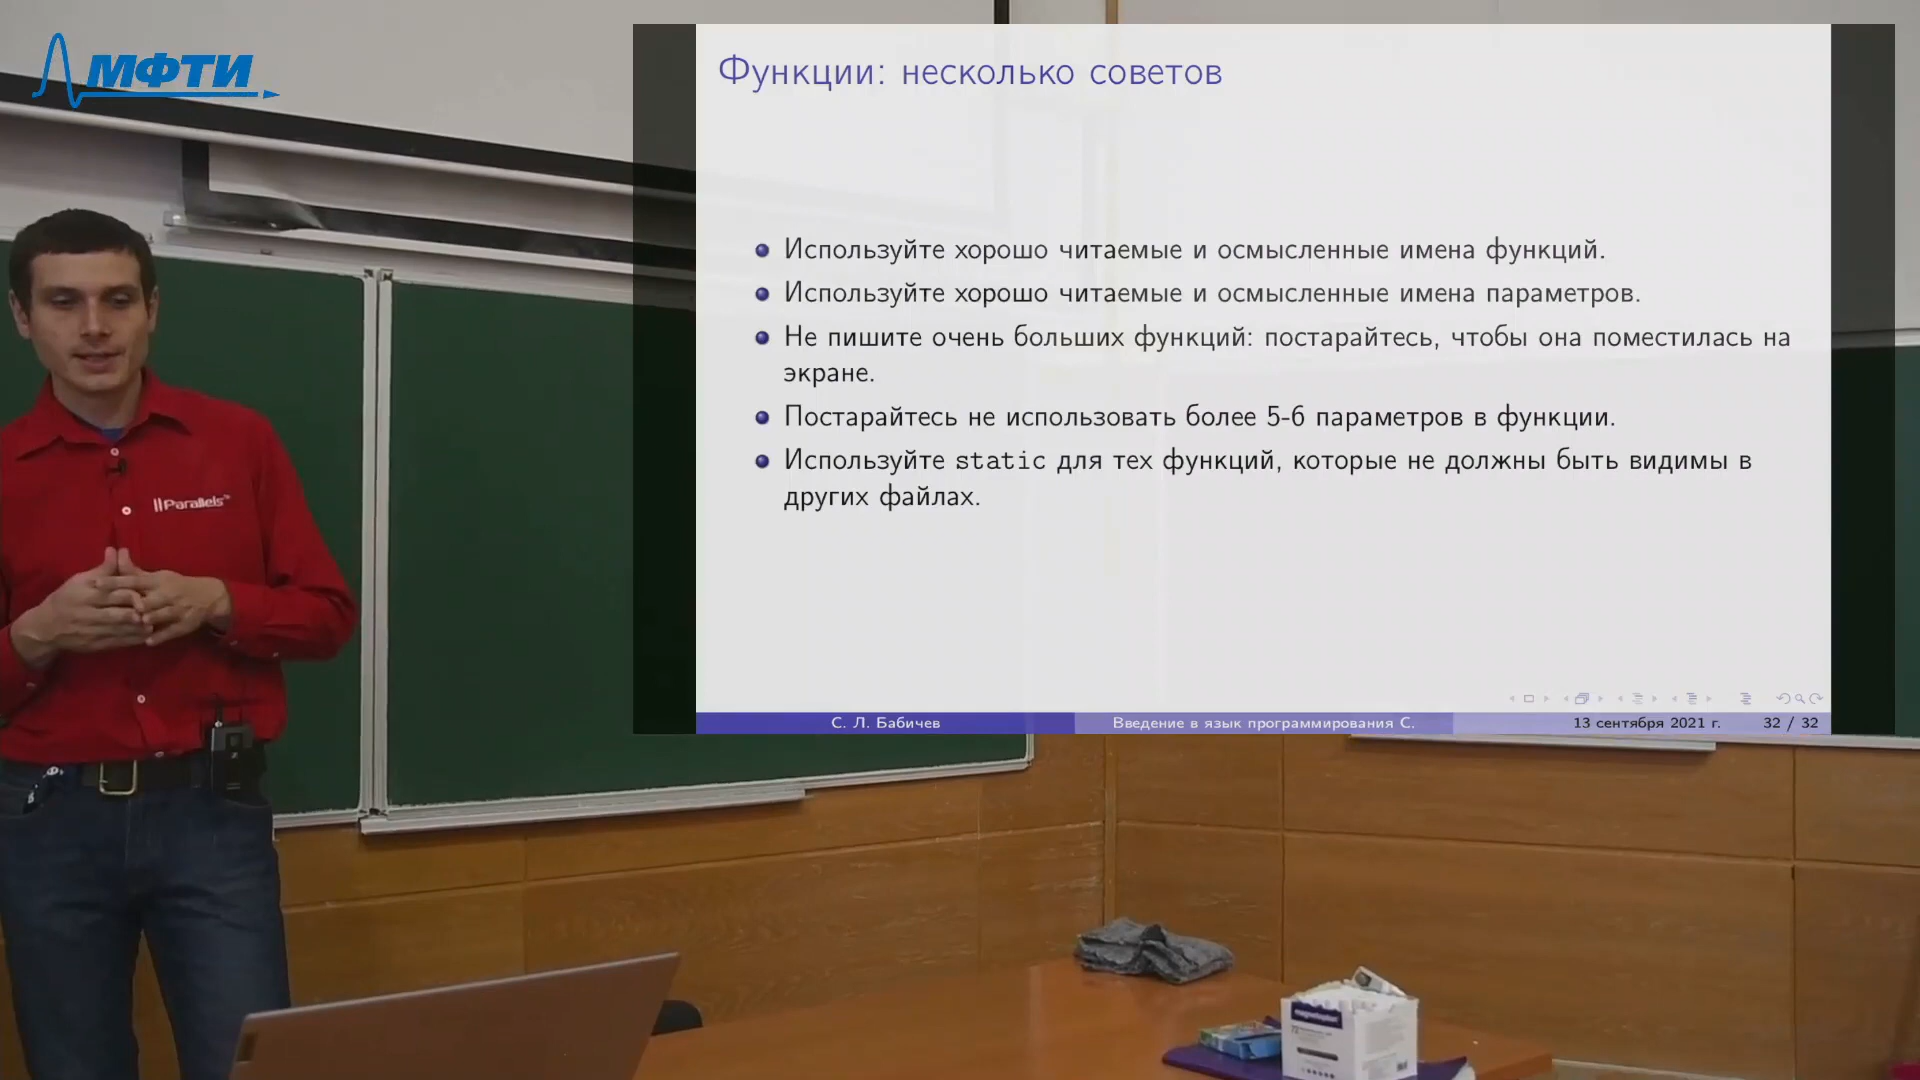 МФТИ
Функции: несколько советов
Используйте хорошо читаемые и осмысленные имена функций.
Используйте хорошо читаемые и осмысленные имена параметров.
Не пишите очень больших функций: постарайтесь, чтобы она поместилась на
экране.
Постарайтесь не использовать более 5-6 параметров в функции.
Используйте static для тех функций, которые не должны быть видимы в
других файлах.
С. Л. Бабичев
Введение в язык программирования С.
13 сентября 2021 г.
32 / 32
Parallels